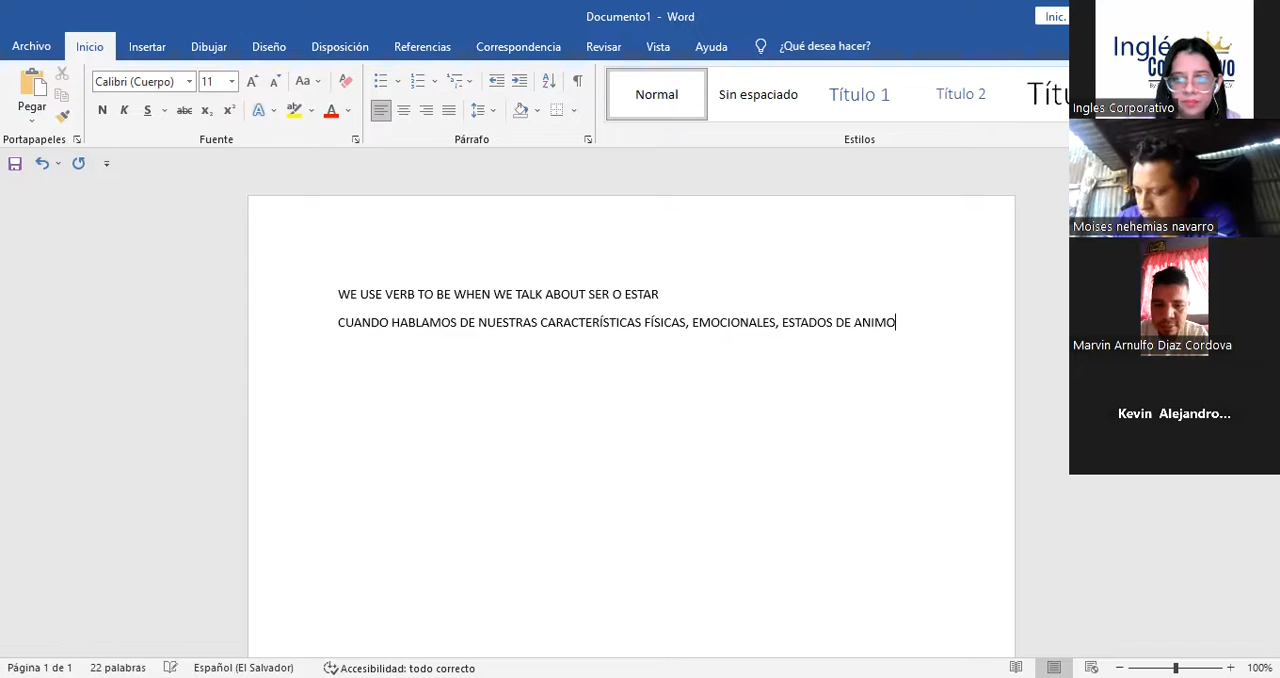 Documento1 - Word
Inic.
Archivo
Inicio
Insertar
Dibujar
Diseño
Disposición
Referencias
Correspondencia
Revisar
Vista
Ayuda
¿Qué desea hacer?
Pegar
Calibri (Cuerpo)
11
Aa
N K S abc x₂ x²
Normal
Sin espaciado
Título 1
Título 2
Portapapeles
Fuente
Párrafo
Estilos
WE USE VERB TO BE WHEN WE TALK ABOUT SER O ESTAR
CUANDO HABLAMOS DE NUESTRAS CARACTERÍSTICAS FÍSICAS, EMOCIONALES, ESTADOS DE ANIMO
Ingles Corporativo
Moises nehemias navarro
Marvin Arnulfo Diaz Cordova
Kevin Alejandro...
Página 1 de 1
22 palabras
Español (El Salvador)
Accesibilidad: todo correcto
100%